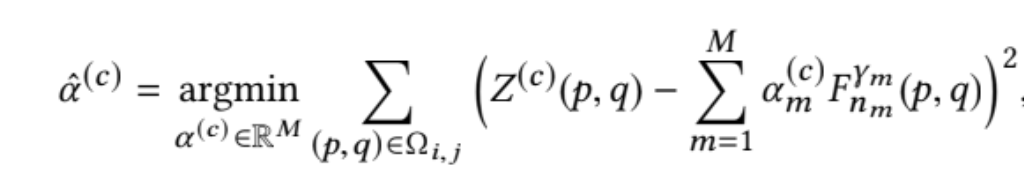 α̂^(c) = argmin_{α^(c)∈ℝ^M} ∑_{(p,q)∈Ω_{i,j}} (Z^(c)(p, q) − ∑_{m=1}^{M} α_m^(c) F_{n_m}^{γ_m}(p, q))^2,